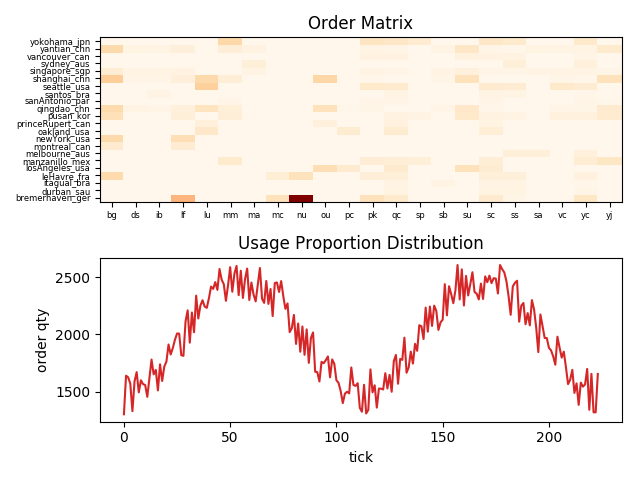 Order Matrix
yokohama_jpn
yantian_chn
vancouver_can
sydney_aus
singapore_sgp
shanghai_chn
seattle_usa
santos_bra
sanAntonio_par
qingdao_chn
pusan_kor
princeRupert_can
oakland_usa
newYork_usa
montreal_can
melbourne_aus
manzanillo_mex
losAngeles_usa
leHavre_fra
itaguai_bra
durban_sau
bremerhaven_ger
bg ds ib lf lu mm ma mc nu ou pc pk qc sp sb su sc ss sa vc yc yj
Usage Proportion Distribution
order qty
2500
2000
1500
0 50 100 150 200
tick